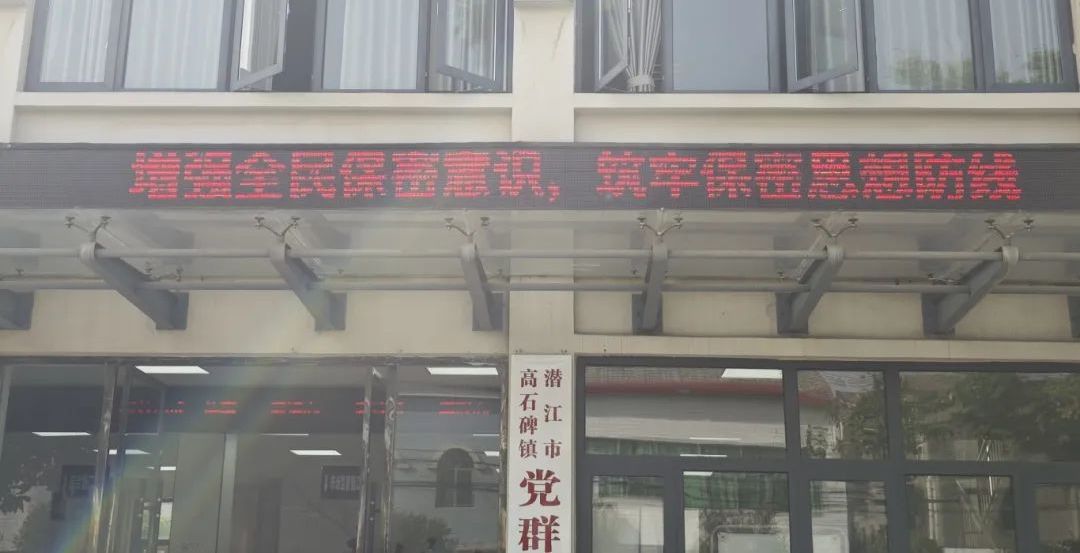 增强全民保密意识，筑牢保密思想防线
潜江市
高石碑镇
党群